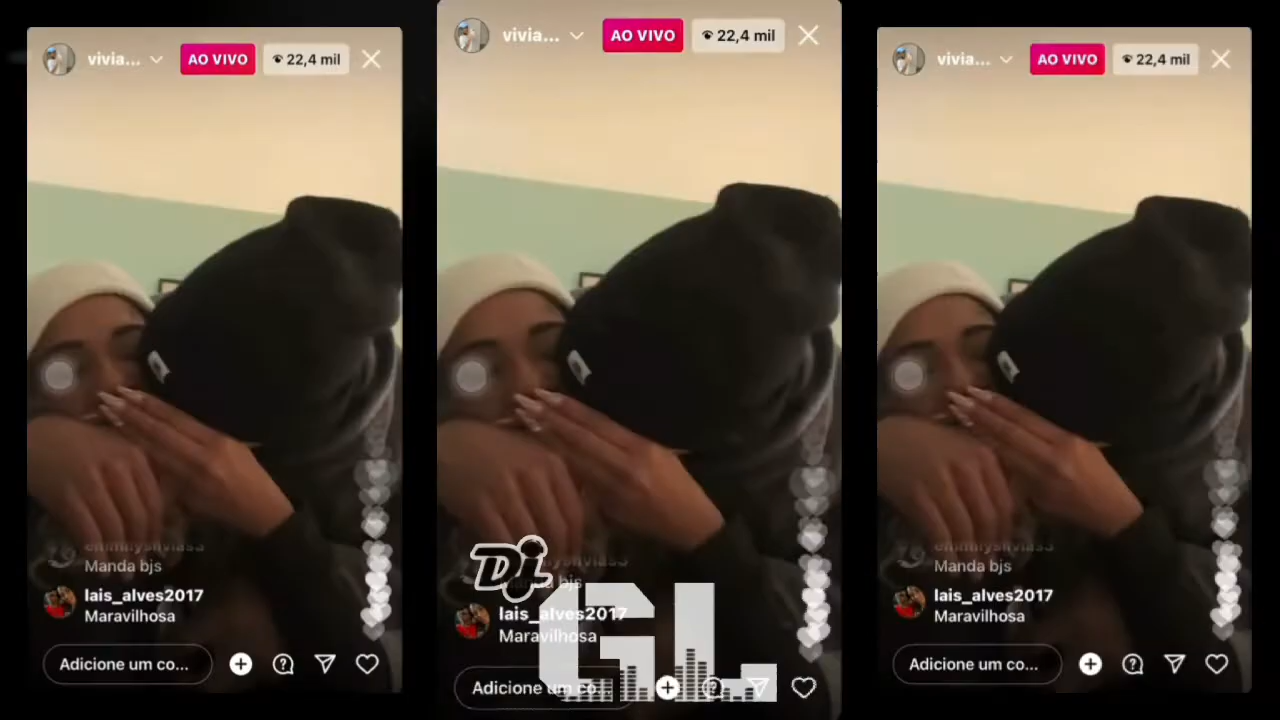 vivia...
AO VIVO
22,4 mil
Manda bjs
lais_alves2017
Maravilhosa
Adicione um co...
vivia...
AO VIVO
22,4 mil
DJ
GL
bjs
lais_alves2017
Maravilhosa
Adicione um co...
vivia...
AO VIVO
22,4 mil
Manda bjs
lais_alves2017
Maravilhosa
Adicione um co...